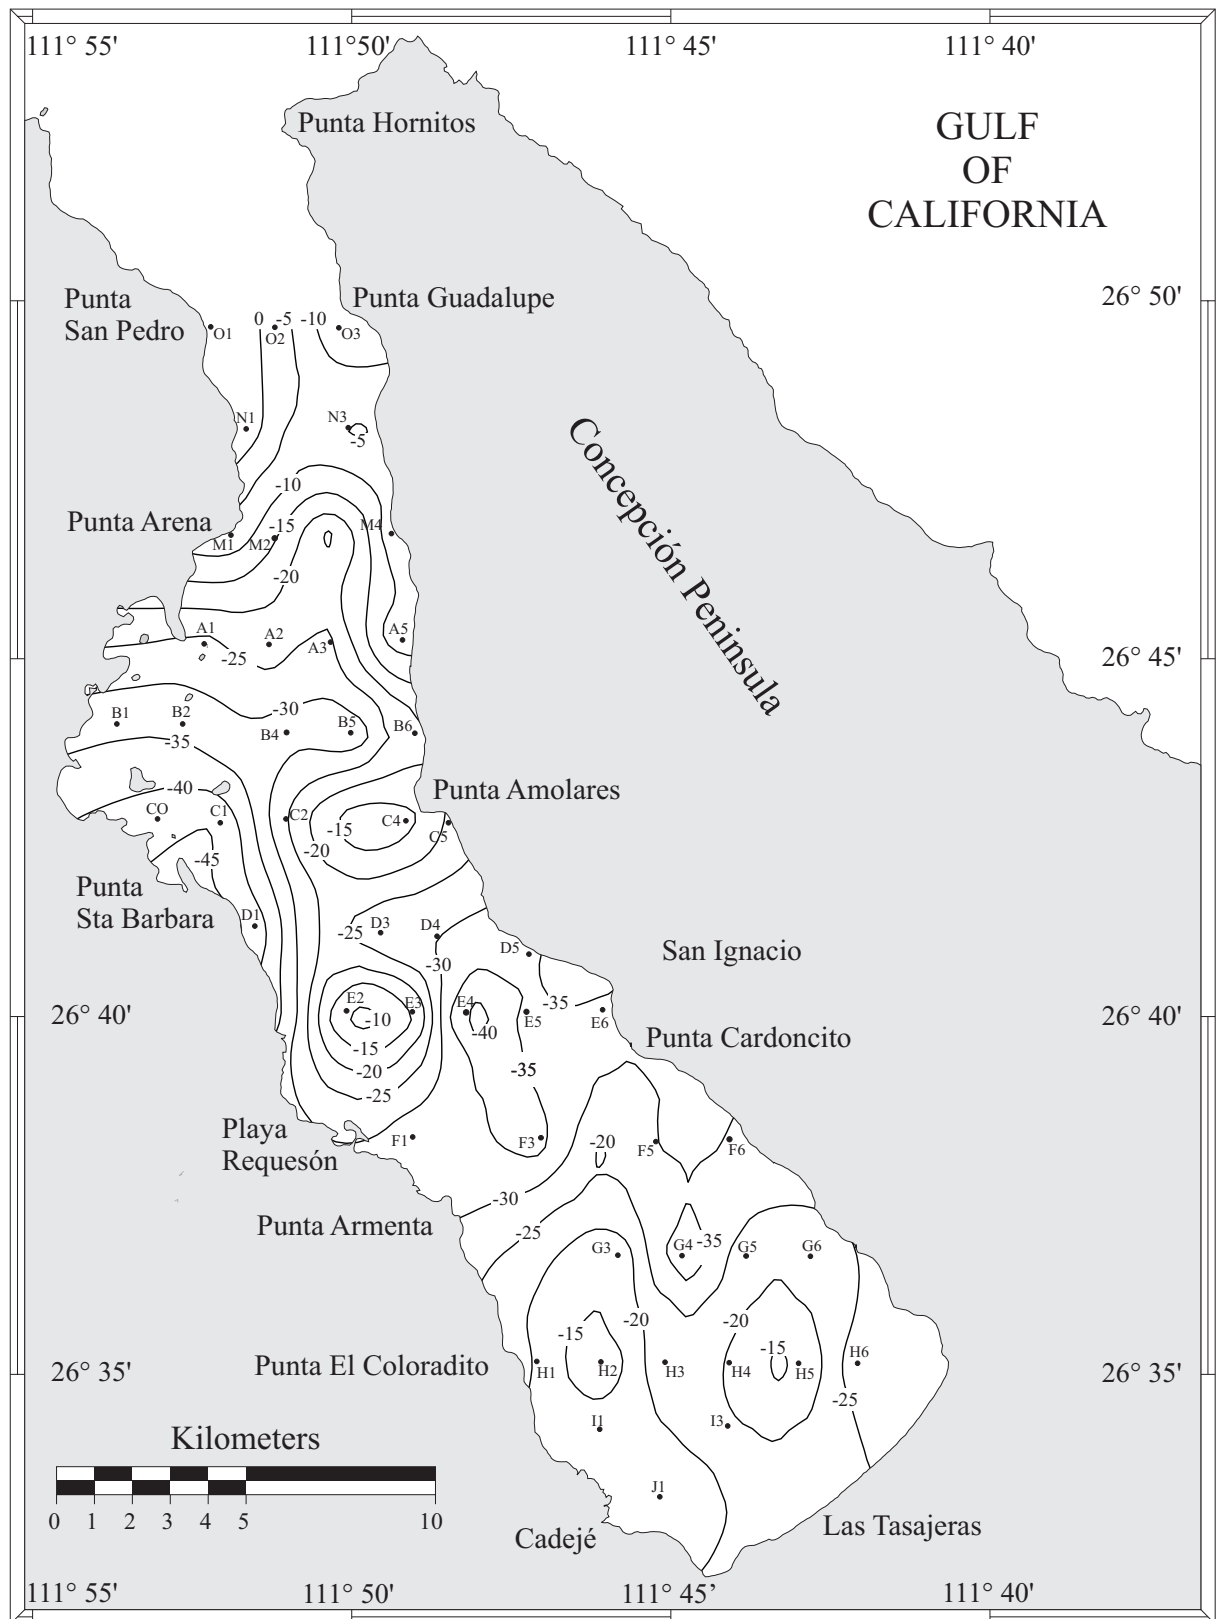 111° 55' 111° 50' 111° 45' 111° 40'
Punta Hornitos
GULF
OF
CALIFORNIA
Punta
San Pedro
Punta Guadalupe
26° 50'
0 -5 -10
O1 O2 O3
N1 N3
-5
-10
Punta Arena
-15
M1 M2 M4
-20
Concepción Peninsula
A1 A2 A3 A5
-25
26° 45'
-30
B1 B2 B4 B5 B6
-35
-40
Punta Amolares
CO C1 C2 C4 C5
-15
-20
-45
Punta
Sta Barbara
D1 D3 D4 D5
-25
-30
San Ignacio
-35
E2 E3 E4 E5 E6
26° 40' 26° 40'
-10
-40
Punta Cardoncito
-15
-20
-35
-25
Playa
Requesón
F1 F3 F5 F6
-20
-30
Punta Armenta
-25
-35
G3 G4 G5 G6
-20
-20
-15
-15
Punta El Coloradito
H1 H2 H3 H4 H5 H6
26° 35' 26° 35'
-25
I1 I3
Kilometers
0 1 2 3 4 5 10
J1
Cadejé
Las Tasajeras
111° 55' 111° 50' 111° 45’ 111° 40'